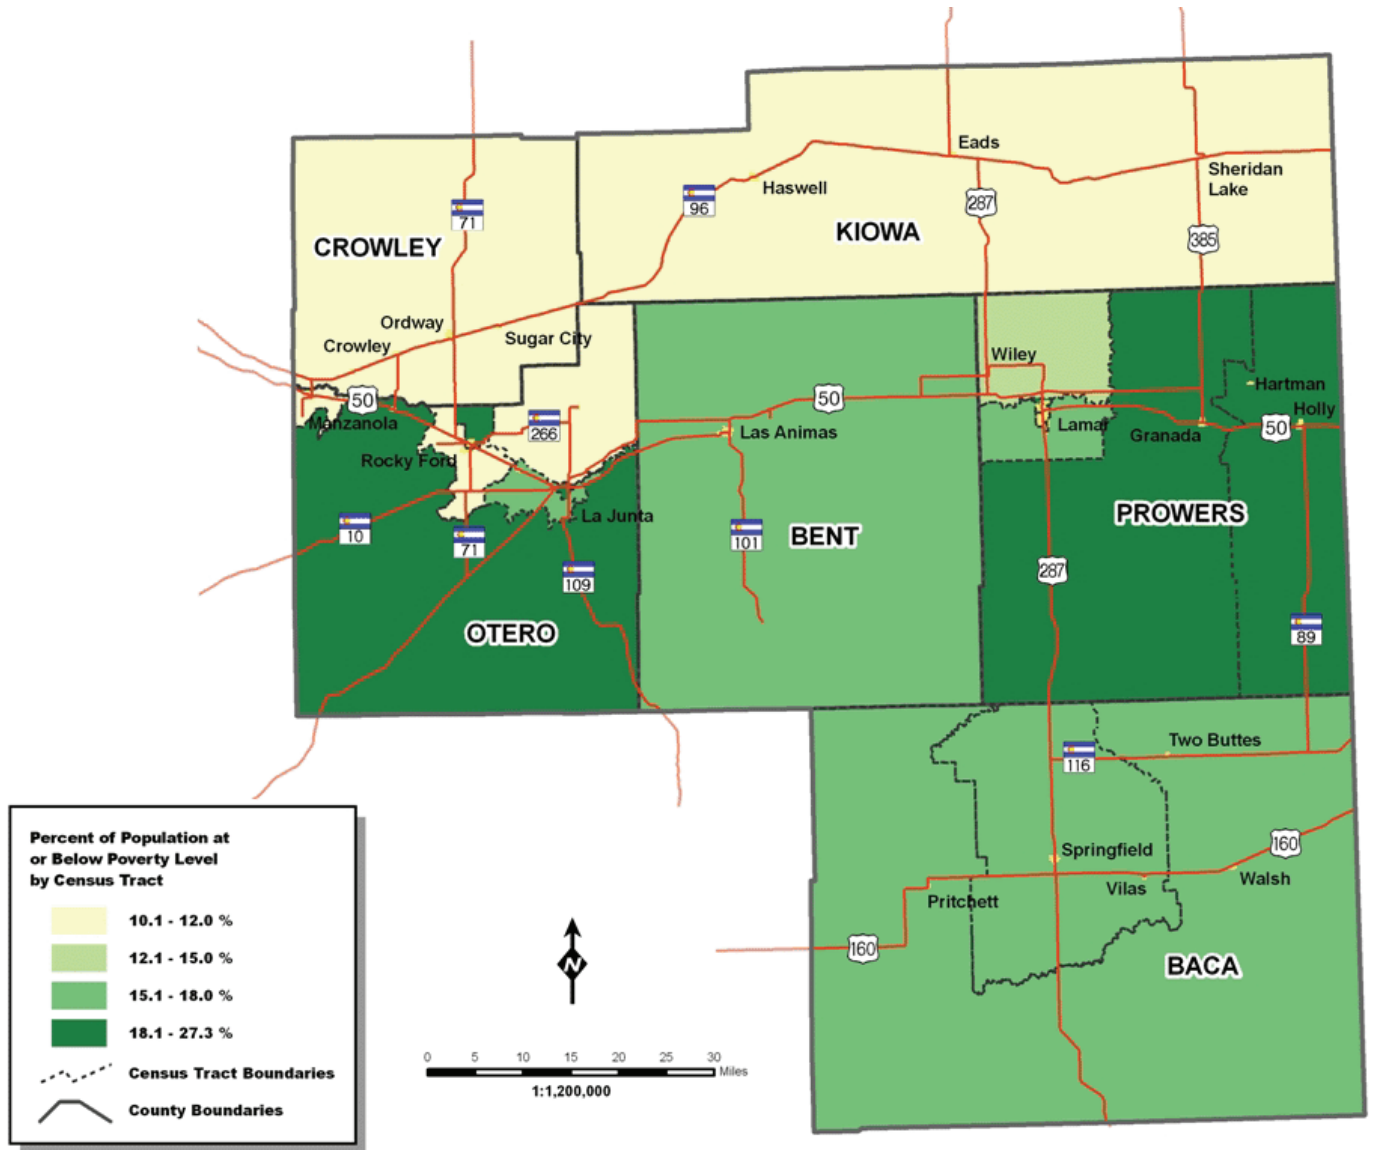 Eads
Sheridan
Lake
Haswell
96
287
71
KIOWA
385
CROWLEY
Ordway
Sugar City
Crowley
Wiley
50
50
Hartman
Manzanola
266
Holly
Lamar
Las Animas
Granada
50
Rocky Ford
La Junta
PROWERS
10
71
101
BENT
109
287
OTERO
89
Two Buttes
116
Springfield
160
Vilas
Walsh
Pritchett
160
BACA
Percent of Population at
or Below Poverty Level
by Census Tract
10.1 - 12.0 %
12.1 - 15.0 %
15.1 - 18.0 %
18.1 - 27.3 %
Census Tract Boundaries
County Boundaries
N
0 5 10 15 20 25 30
Miles
1:1,200,000